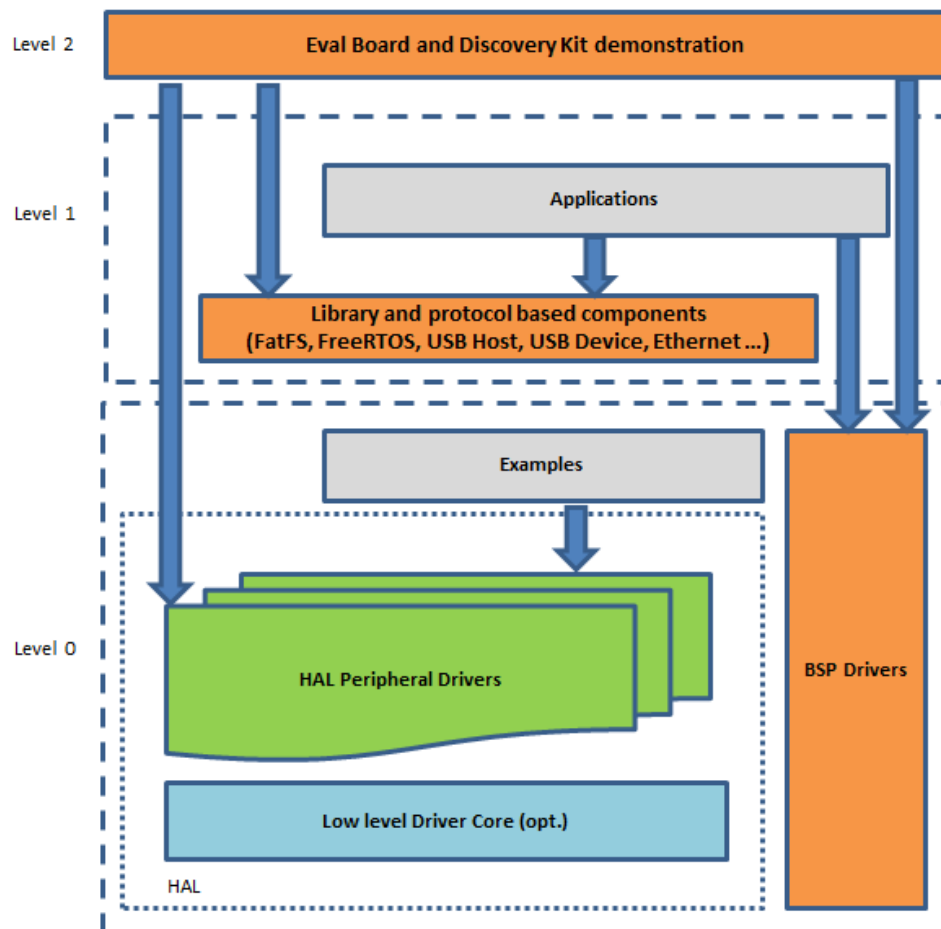 Level 2
Eval Board and Discovery Kit demonstration
Level 1
Applications
Library and protocol based components
(FatFS, FreeRTOS, USB Host, USB Device, Ethernet ...)
Level 0
Examples
HAL Peripheral Drivers
BSP Drivers
Low level Driver Core (opt.)
HAL